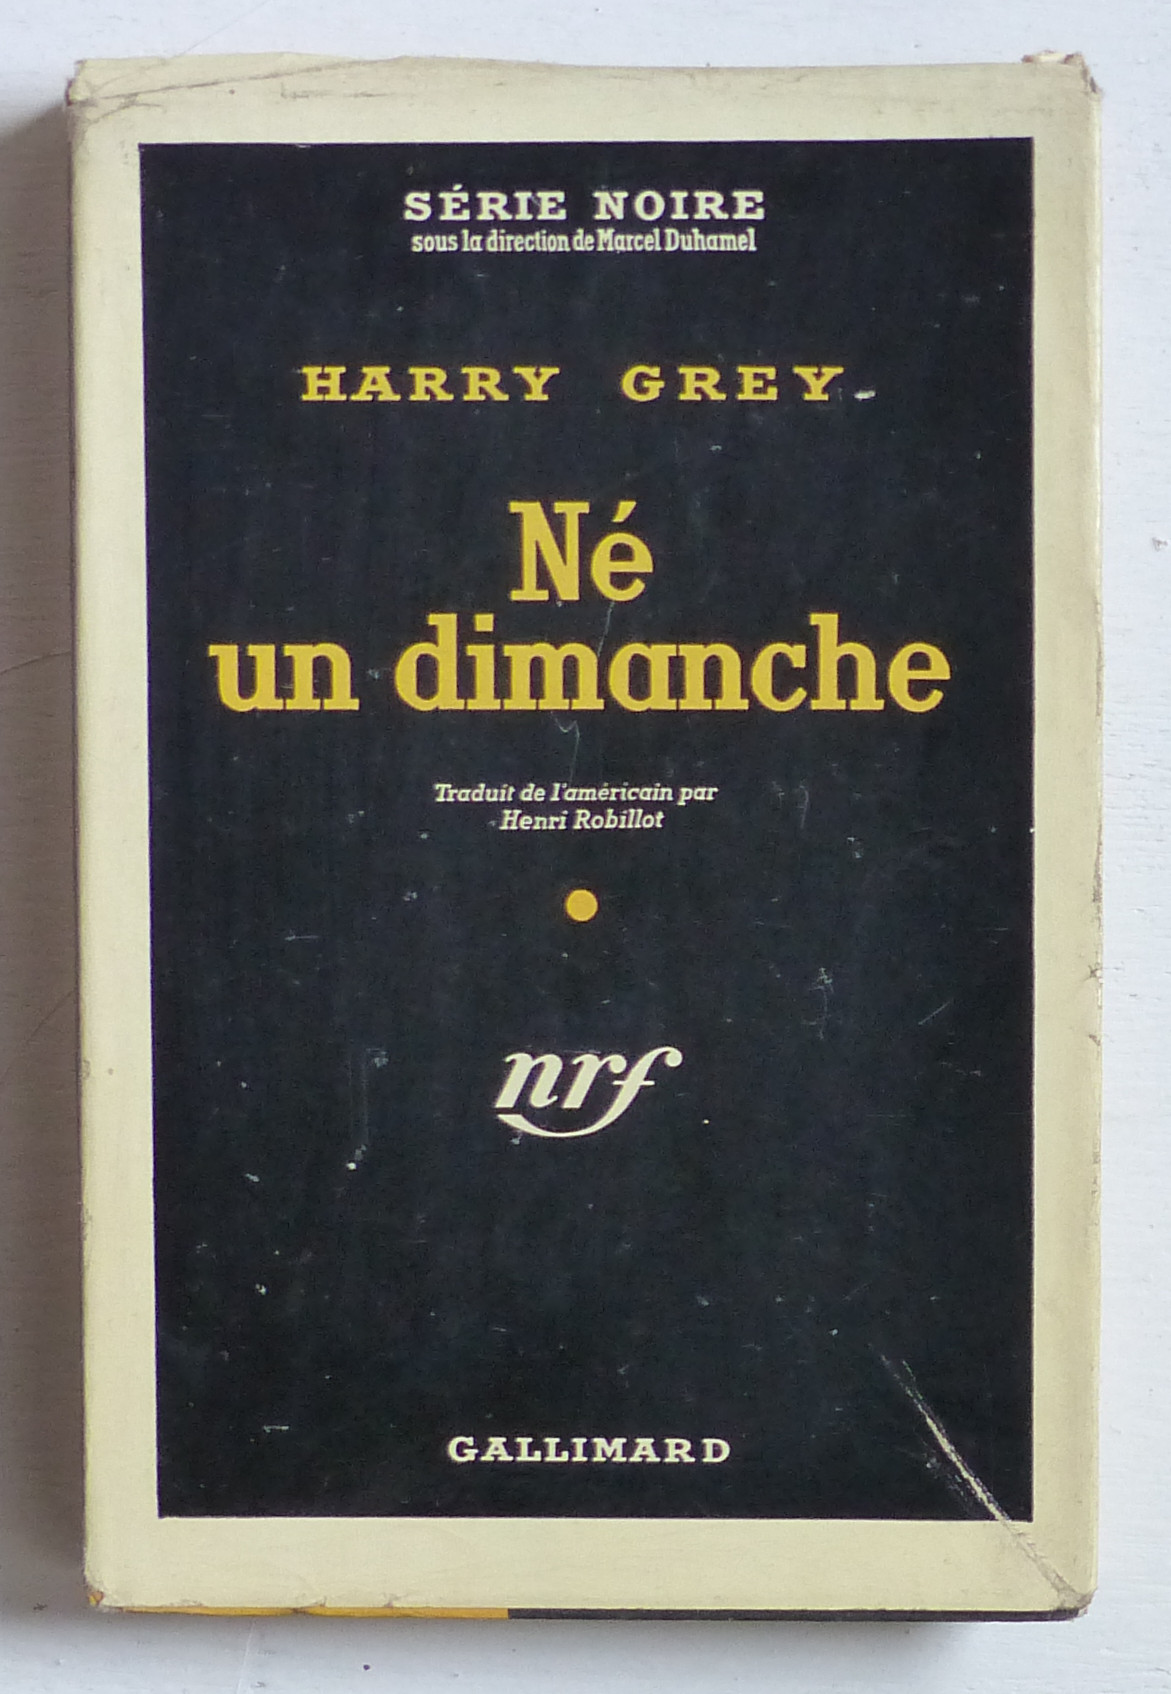 SÉRIE NOIRE
sous la direction de Marcel Duhamel
HARRY GREY
Né
un dimanche
Traduit de l'américain par
Henri Robillot
nrf
GALLIMARD